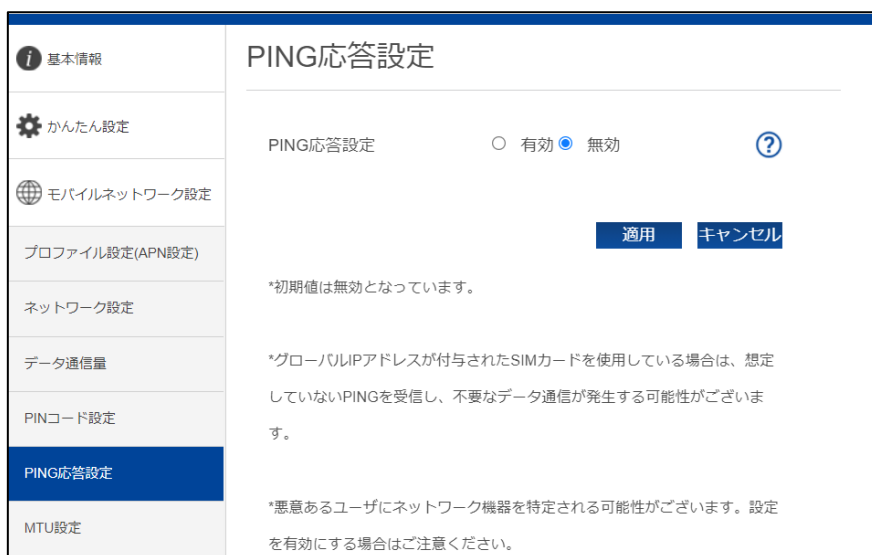 基本情報
かんたん設定
モバイルネットワーク設定
プロファイル設定(APN設定)
ネットワーク設定
データ通信量
PINコード設定
PING応答設定
MTU設定
PING応答設定
PING応答設定 有効 無効 ?
適用 キャンセル
*初期値は無効となっています。
*グローバルIPアドレスが付与されたSIMカードを使用している場合は、想定
していないPINGを受信し、不要なデータ通信が発生する可能性がございま
す。
*悪意あるユーザにネットワーク機器を特定される可能性がございます。設定
を有効にする場合はご注意ください。